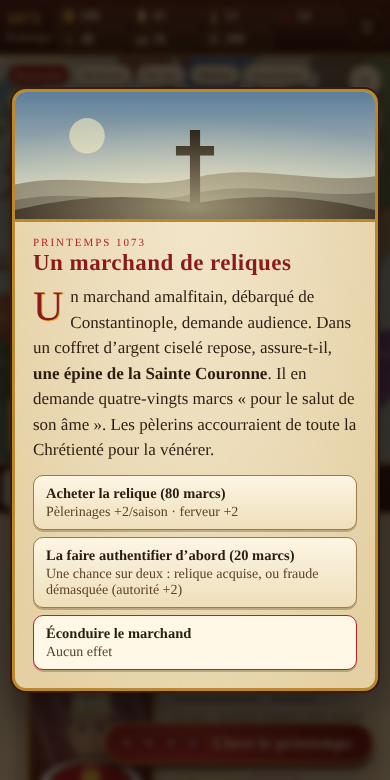 PRINTEMPS 1073
Un marchand de reliques
Un marchand amalfitain, débarqué de
Constantinople, demande audience. Dans
un coffret d’argent ciselé repose, assure-t-il,
une épine de la Sainte Couronne. Il en
demande quatre-vingts marcs « pour le salut de
son âme ». Les pèlerins accourraient de toute la
Chrétienté pour la vénérer.
Acheter la relique (80 marcs)
Pèlerinages +2/saison · ferveur +2
La faire authentifier d’abord (20 marcs)
Une chance sur deux : relique acquise, ou fraude
démasquée (autorité +2)
Éconduire le marchand
Aucun effet